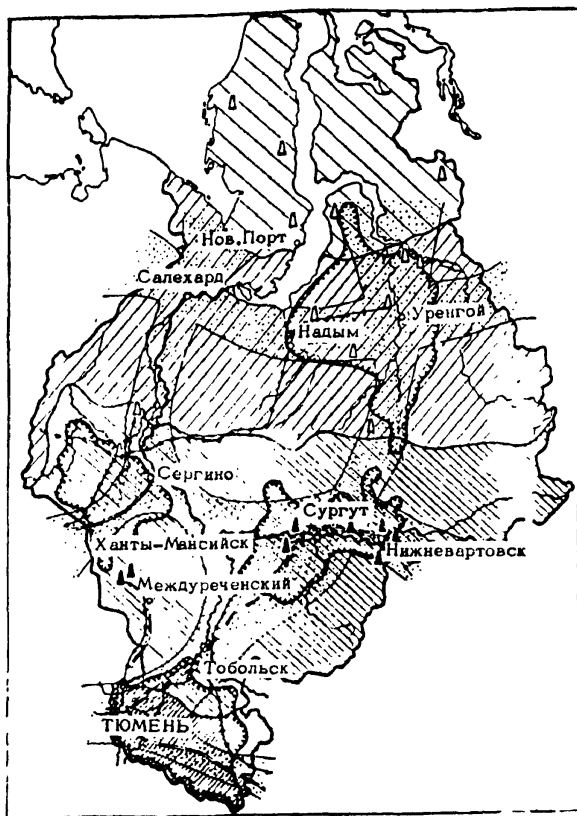 Нов. Порт
Салехард
Уренгой
Надым
Сергино
Сургут
Ханты-Мансийск
Нижневартовск
Междуреченский
Тобольск
ТЮМЕНЬ